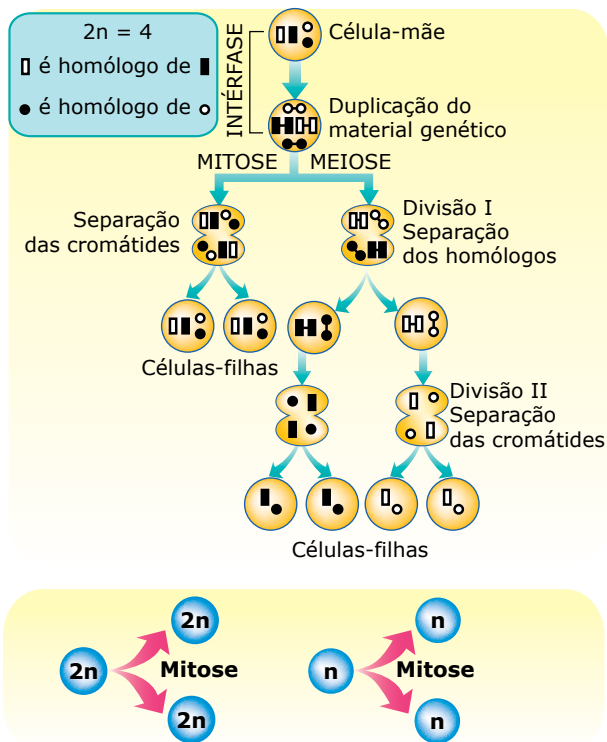 2n = 4
é homólogo de
é homólogo de
INTÉRFASE
Célula-mãe
Duplicação do
material genético
MITOSE
MEIOSE
Separação
das cromátides
Divisão I
Separação
dos homólogos
Células-filhas
Divisão II
Separação
das cromátides
Células-filhas
2n
Mitose
2n
2n
n
Mitose
n
n